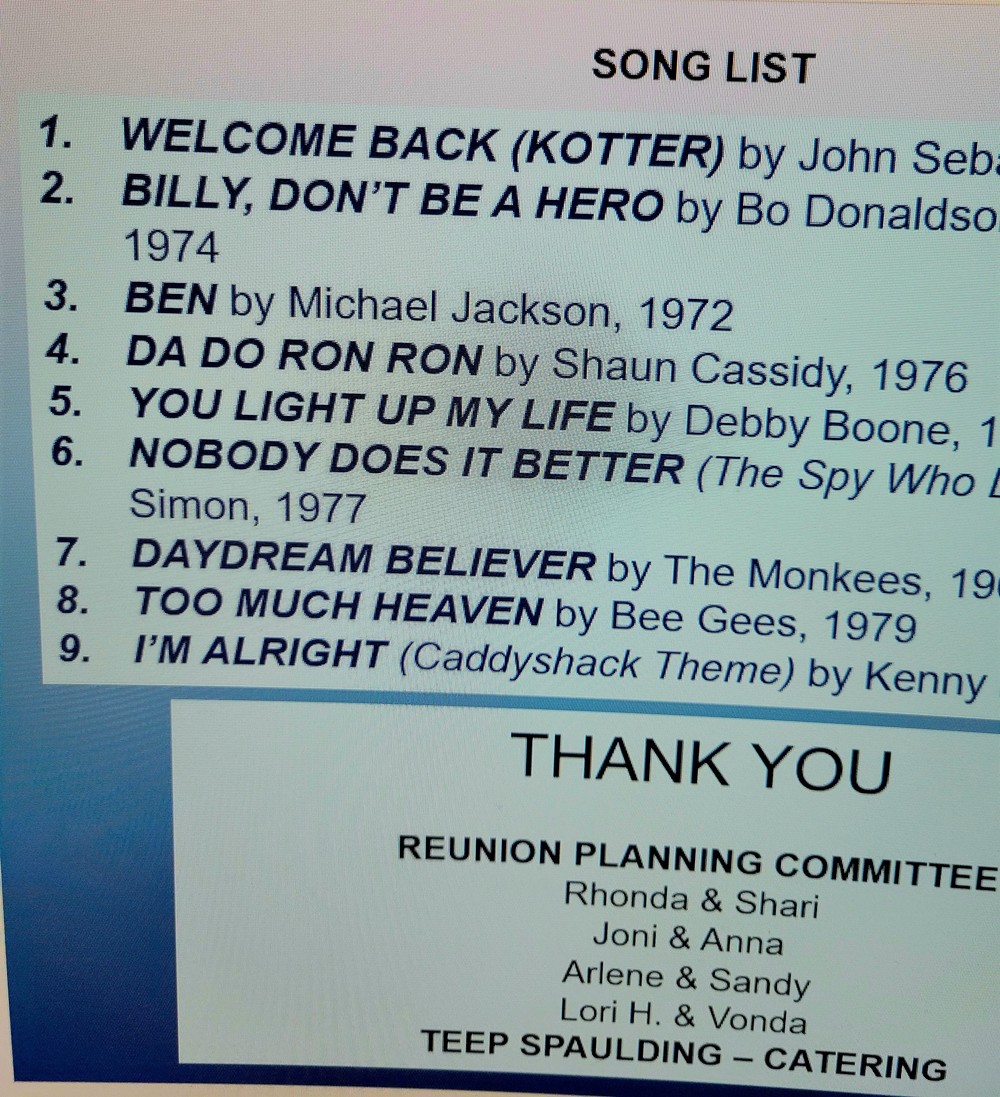 SONG LIST
1. WELCOME BACK (KOTTER) by John Seba
2. BILLY, DON'T BE A HERO by Bo Donaldso
1974
3. BEN by Michael Jackson, 1972
4. DA DO RON RON by Shaun Cassidy, 1976
5. YOU LIGHT UP MY LIFE by Debby Boone, 1
6. NOBODY DOES IT BETTER (The Spy Who
Simon, 1977
7. DAYDREAM BELIEVER by The Monkees, 19
8. TOO MUCH HEAVEN by Bee Gees, 1979
9. I'M ALRIGHT (Caddyshack Theme) by Kenny
THANK YOU
REUNION PLANNING COMMITTEE
Rhonda & Shari
Joni & Anna
Arlene & Sandy
Lori H. & Vonda
TEEP SPAULDING – CATERING